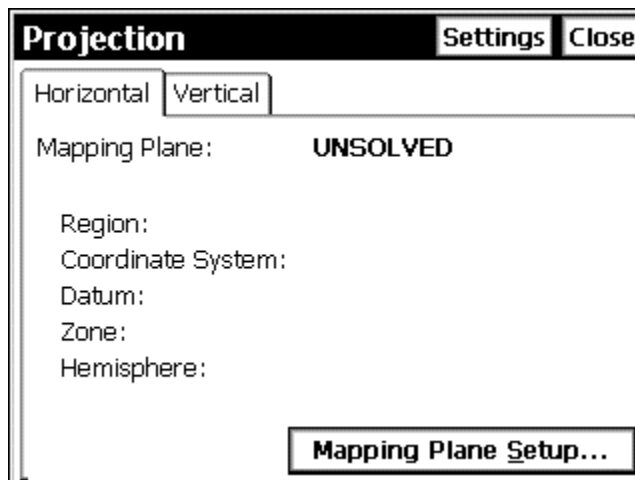 Projection Settings Close
Horizontal Vertical
Mapping Plane: UNSOLVED
Region:
Coordinate System:
Datum:
Zone:
Hemisphere:
Mapping Plane Setup...